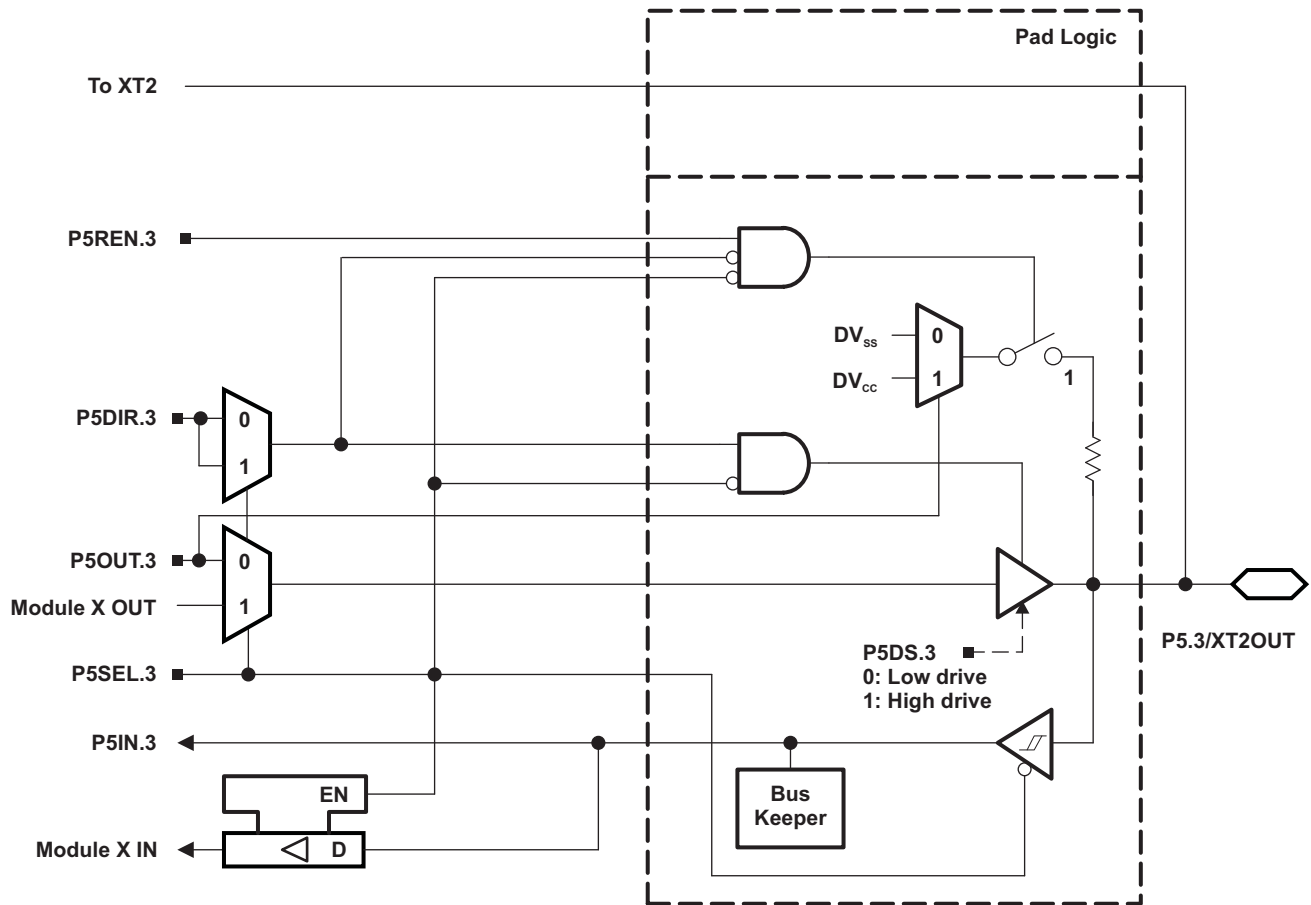 Pad Logic
To XT2
P5REN.3
DVSS
0
DVCC
1
1
P5DIR.3
0
1
P5OUT.3
0
Module X OUT
1
P5SEL.3
P5DS.3
0: Low drive
1: High drive
P5.3/XT2OUT
P5IN.3
EN
Bus
Keeper
Module X IN
D